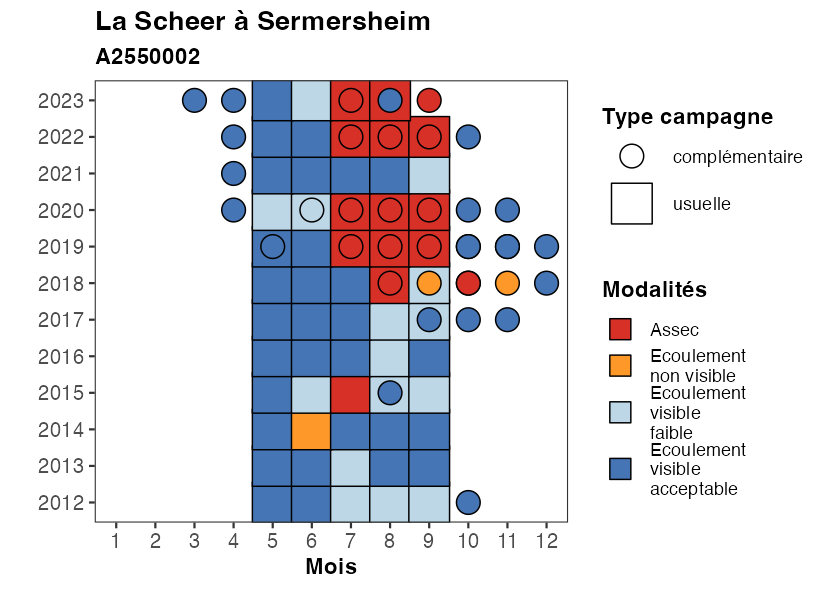 La Scheer à Sermersheim
A2550002
2023
2022
2021
2020
2019
2018
2017
2016
2015
2014
2013
2012
1 2 3 4 5 6 7 8 9 10 11 12
Mois
Type campagne
complémentaire
usuelle
Modalités
Assec
Ecoulement
non visible
Ecoulement
visible
faible
Ecoulement
visible
acceptable